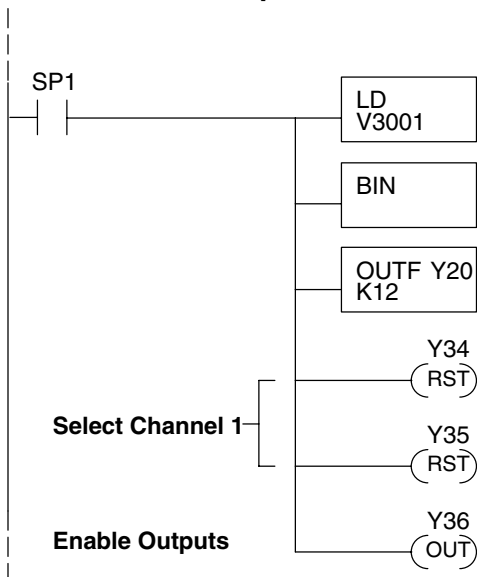 SP1
LD
V3001
BIN
OUTF Y20
K12
Y34
RST
Select Channel 1
Y35
RST
Y36
Enable Outputs
OUT